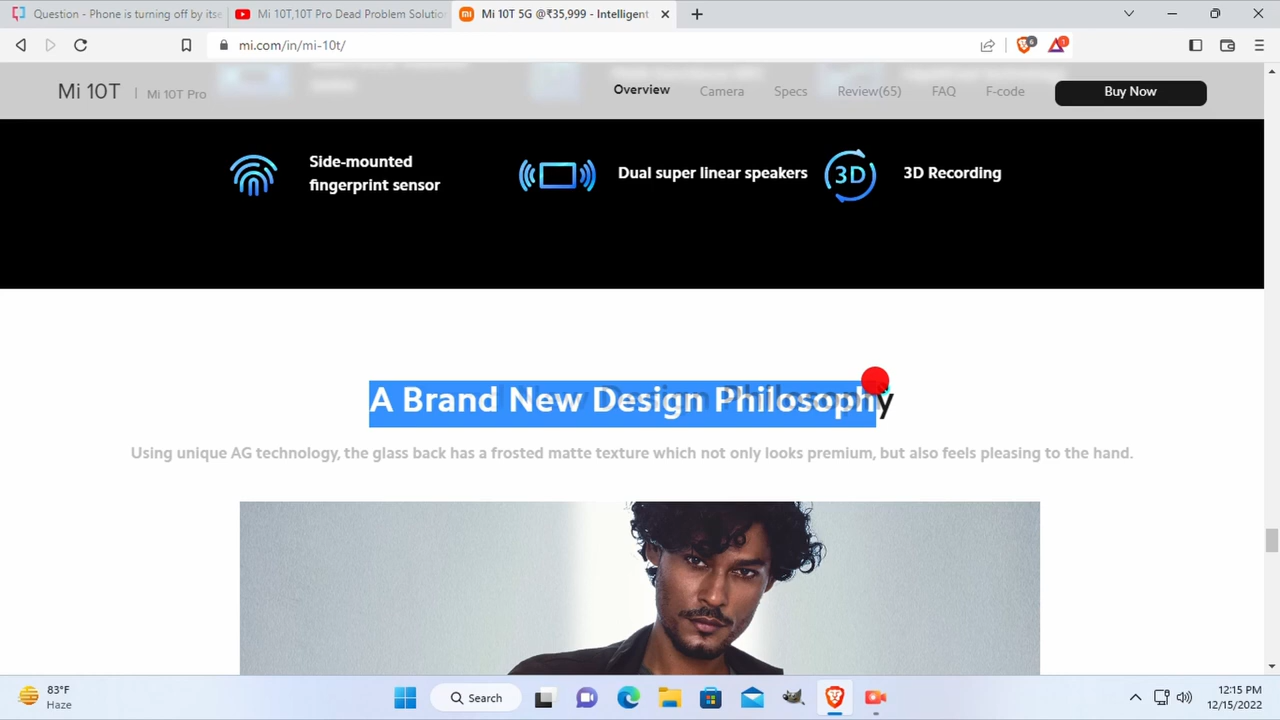 Question - Phone is turning off by itse
Mi 10T,10T Pro Dead Problem Solutio
Mi 10T 5G @₹35,999 - Intelligent
mi.com/in/mi-10t/
6
1
Mi 10T | Mi 10T Pro
Overview
Camera
Specs
Review(65)
FAQ
F-code
Buy Now
Side-mounted
fingerprint sensor
Dual super linear speakers
3D
3D Recording
A Brand New Design Philosophy
Using unique AG technology, the glass back has a frosted matte texture which not only looks premium, but also feels pleasing to the hand.
83°F
Haze
Search
12:15 PM
12/15/2022